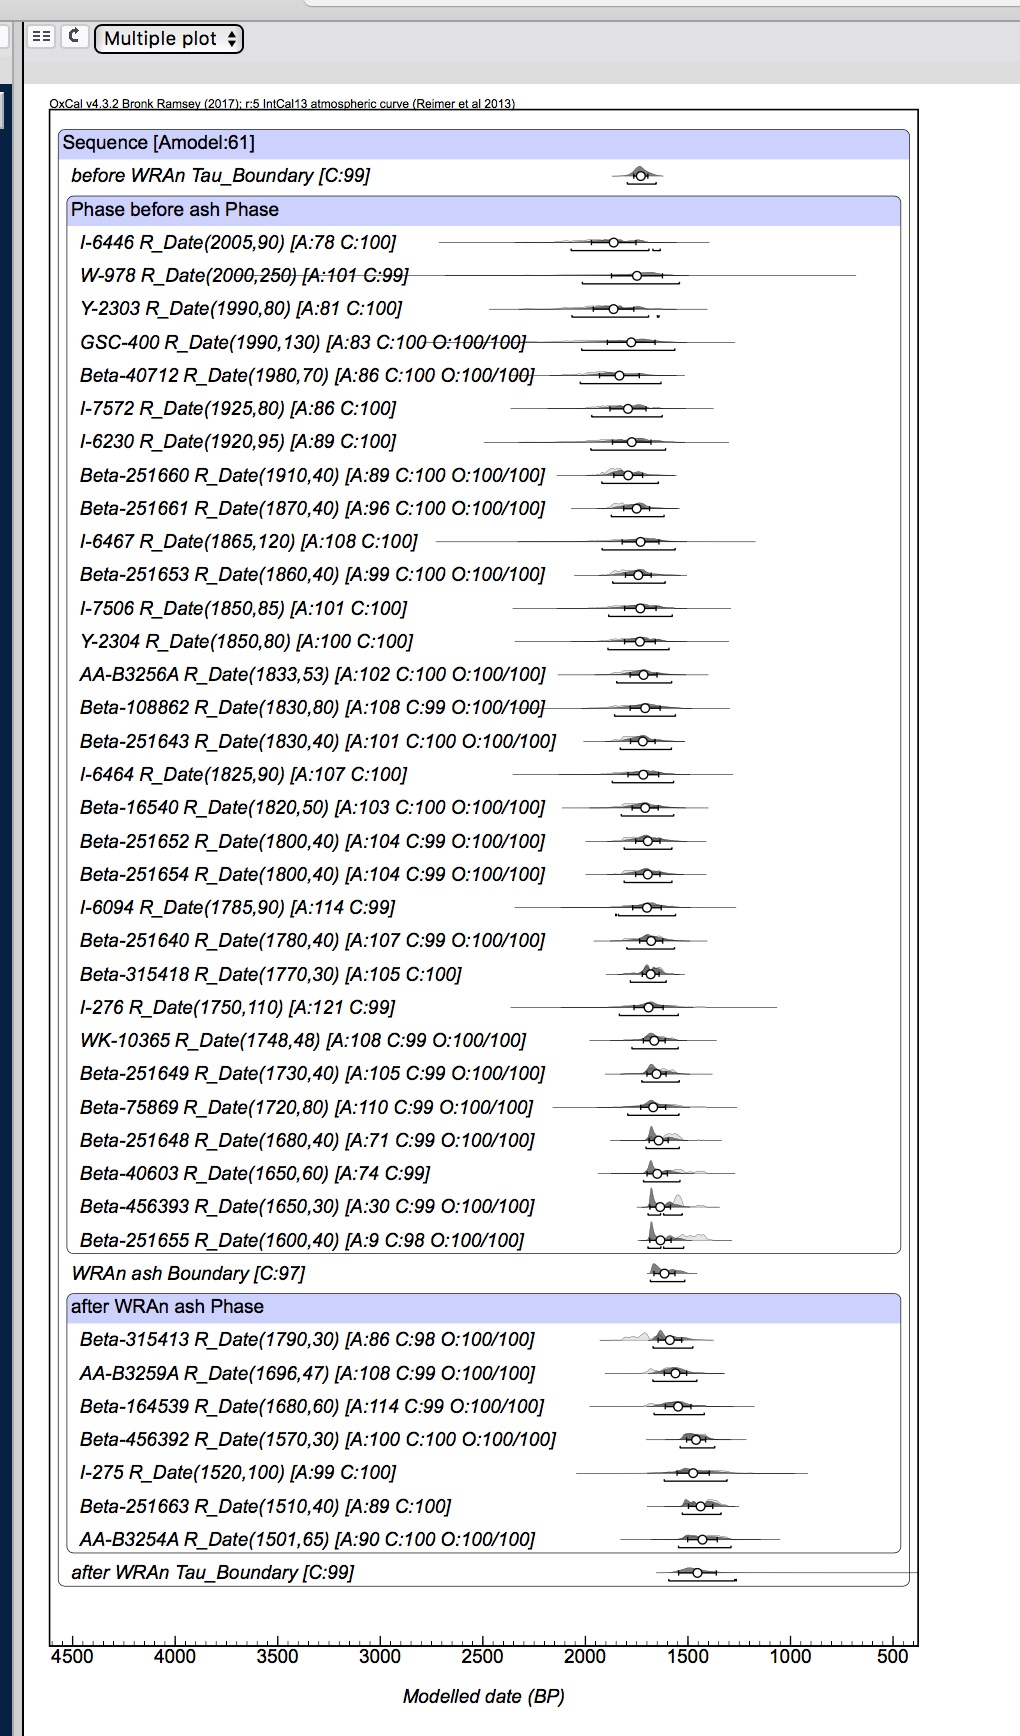 Multiple plot
OxCal v4.3.2 Bronk Ramsey (2017); r:5 IntCal13 atmospheric curve (Reimer et al 2013)
Sequence [Amodel:61]
before WRAn Tau_Boundary [C:99]
Phase before ash Phase
I-6446 R_Date(2005,90) [A:78 C:100]
W-978 R_Date(2000,250) [A:101 C:99]
Y-2303 R_Date(1990,80) [A:81 C:100]
GSC-400 R_Date(1990,130) [A:83 C:100 O:100/100]
Beta-40712 R_Date(1980,70) [A:86 C:100 O:100/100]
I-7572 R_Date(1925,80) [A:86 C:100]
I-6230 R_Date(1920,95) [A:89 C:100]
Beta-251660 R_Date(1910,40) [A:89 C:100 O:100/100]
Beta-251661 R_Date(1870,40) [A:96 C:100 O:100/100]
I-6467 R_Date(1865,120) [A:108 C:100]
Beta-251653 R_Date(1860,40) [A:99 C:100 O:100/100]
I-7506 R_Date(1850,85) [A:101 C:100]
Y-2304 R_Date(1850,80) [A:100 C:100]
AA-B3256A R_Date(1833,53) [A:102 C:100 O:100/100]
Beta-108862 R_Date(1830,80) [A:108 C:99 O:100/100]
Beta-251643 R_Date(1830,40) [A:101 C:100 O:100/100]
I-6464 R_Date(1825,90) [A:107 C:100]
Beta-16540 R_Date(1820,50) [A:103 C:100 O:100/100]
Beta-251652 R_Date(1800,40) [A:104 C:99 O:100/100]
Beta-251654 R_Date(1800,40) [A:104 C:99 O:100/100]
I-6094 R_Date(1785,90) [A:114 C:99]
Beta-251640 R_Date(1780,40) [A:107 C:99 O:100/100]
Beta-315418 R_Date(1770,30) [A:105 C:100]
I-276 R_Date(1750,110) [A:121 C:99]
WK-10365 R_Date(1748,48) [A:108 C:99 O:100/100]
Beta-251649 R_Date(1730,40) [A:105 C:99 O:100/100]
Beta-75869 R_Date(1720,80) [A:110 C:99 O:100/100]
Beta-251648 R_Date(1680,40) [A:71 C:99 O:100/100]
Beta-40603 R_Date(1650,60) [A:74 C:99]
Beta-456393 R_Date(1650,30) [A:30 C:99 O:100/100]
Beta-251655 R_Date(1600,40) [A:9 C:98 O:100/100]
WRAn ash Boundary [C:97]
after WRAn ash Phase
Beta-315413 R_Date(1790,30) [A:86 C:98 O:100/100]
AA-B3259A R_Date(1696,47) [A:108 C:99 O:100/100]
Beta-164539 R_Date(1680,60) [A:114 C:99 O:100/100]
Beta-456392 R_Date(1570,30) [A:100 C:100 O:100/100]
I-275 R_Date(1520,100) [A:99 C:100]
Beta-251663 R_Date(1510,40) [A:89 C:100]
AA-B3254A R_Date(1501,65) [A:90 C:100 O:100/100]
after WRAn Tau_Boundary [C:99]
4500 4000 3500 3000 2500 2000 1500 1000 500
Modelled date (BP)